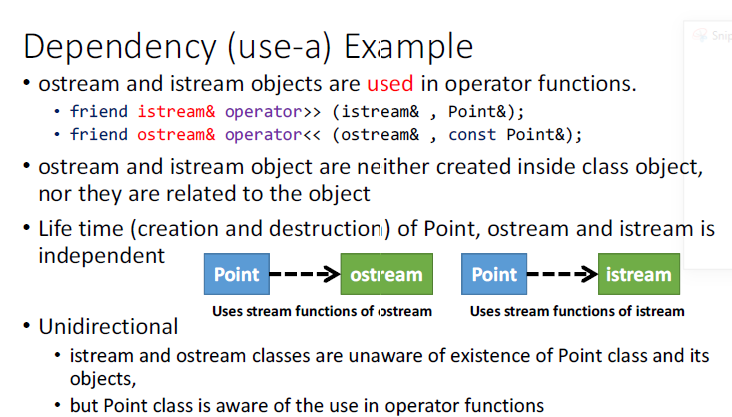 Dependency (use-a) Example
Snip
• ostream and istream objects are used in operator functions.
• friend istream& operator>> (istream& , Point&);
• friend ostream& operator<< (ostream& , const Point&);
• ostream and istream object are neither created inside class object,
nor they are related to the object
• Life time (creation and destruction) of Point, ostream and istream is
independent
Point ostream Point istream
Uses stream functions of ostream Uses stream functions of istream
• Unidirectional
• istream and ostream classes are unaware of existence of Point class and its
objects,
• but Point class is aware of the use in operator functions